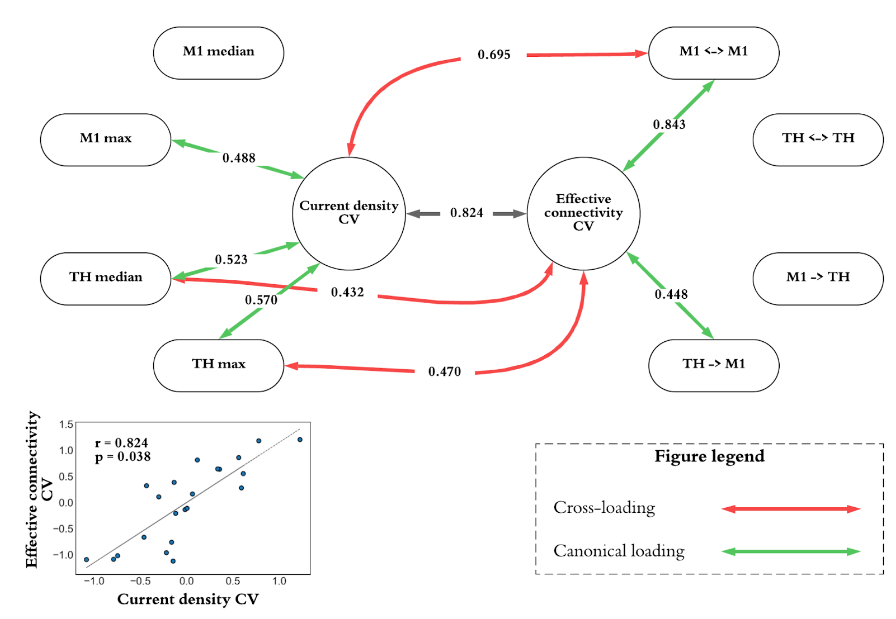 M1 median
0.695
M1 <-> M1
M1 max
0.488
0.843
TH <-> TH
Current density
CV
0.824
Effective
connectivity
CV
TH median
0.523
0.570
0.432
0.448
M1 -> TH
TH max
0.470
TH -> M1
Effective connectivity
CV
1.5
1.0
0.5
0.0
−0.5
−1.0
r = 0.824
p = 0.038
−1.0
−0.5
0.0
0.5
1.0
Current density CV
Figure legend
Cross-loading
Canonical loading